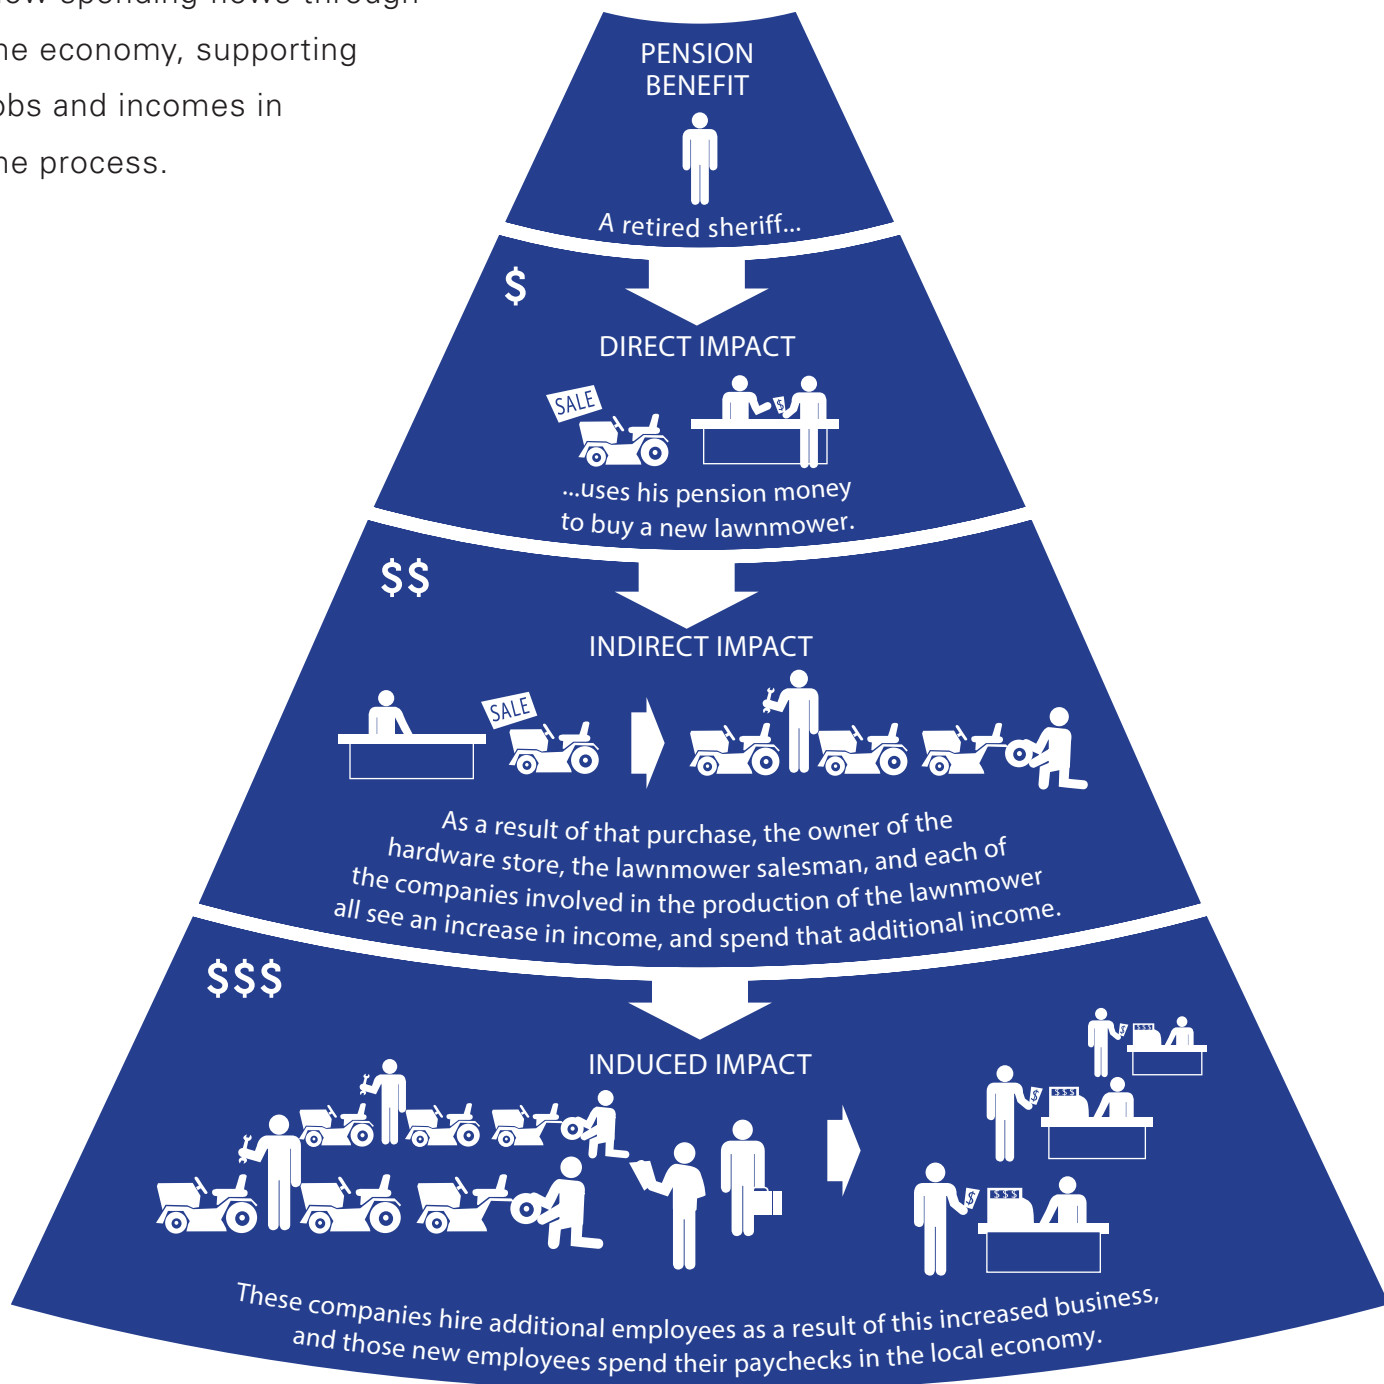 economy, supporting
and incomes in
process.
PENSION
BENEFIT
A retired sheriff...
$
DIRECT IMPACT
SALE
$
...uses his pension money
to buy a new lawnmower.
$$
INDIRECT IMPACT
SALE
As a result of that purchase, the owner of the
hardware store, the lawnmower salesman, and each of
the companies involved in the production of the lawnmower
all see an increase in income, and spend that additional income.
$$$
INDUCED IMPACT
$
$$$
$
$$$
$
$$$
These companies hire additional employees as a result of this increased business,
and those new employees spend their paychecks in the local economy.